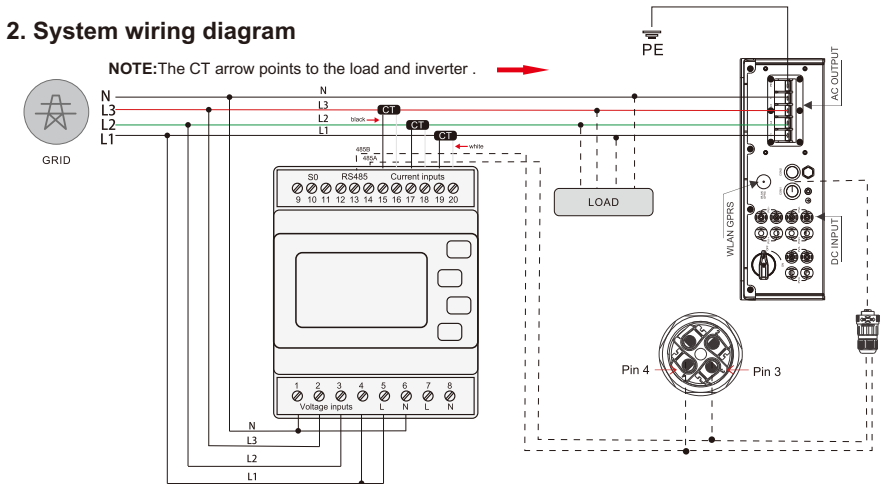 2. System wiring diagram
NOTE:The CT arrow points to the load and inverter .
PE
AC OUTPUT
N
L3
L2
L1
N
L3
L2
L1
black
CT
CT
CT
white
GRID
485B
485A
S0 RS485 Current inputs
9 10 11 12 13 14 15 16 17 18 19 20
LOAD
WLAN GPRS
DC INPUT
Pin 4
Pin 3
1 2 3 4 5 6 7 8
Voltage inputs L N L N
N
L3
L2
L1